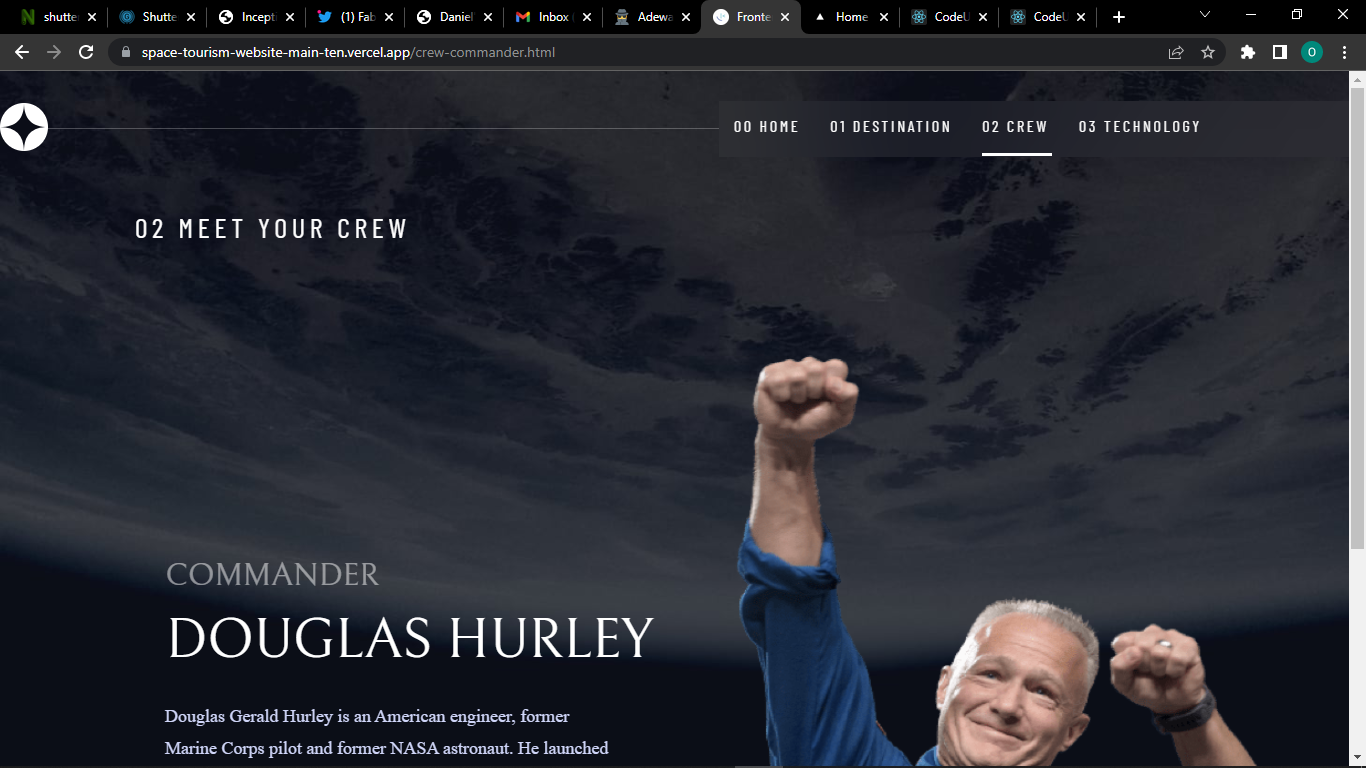 shutte
Shutte
Incepti
(1) Fab
Daniel
Inbox
Adewa
Fronte
Home
CodeU
CodeU
space-tourism-website-main-ten.vercel.app/crew-commander.html
O
00 HOME
01 DESTINATION
02 CREW
03 TECHNOLOGY
02 MEET YOUR CREW
COMMANDER
DOUGLAS HURLEY
Douglas Gerald Hurley is an American engineer, former
Marine Corps pilot and former NASA astronaut. He launched